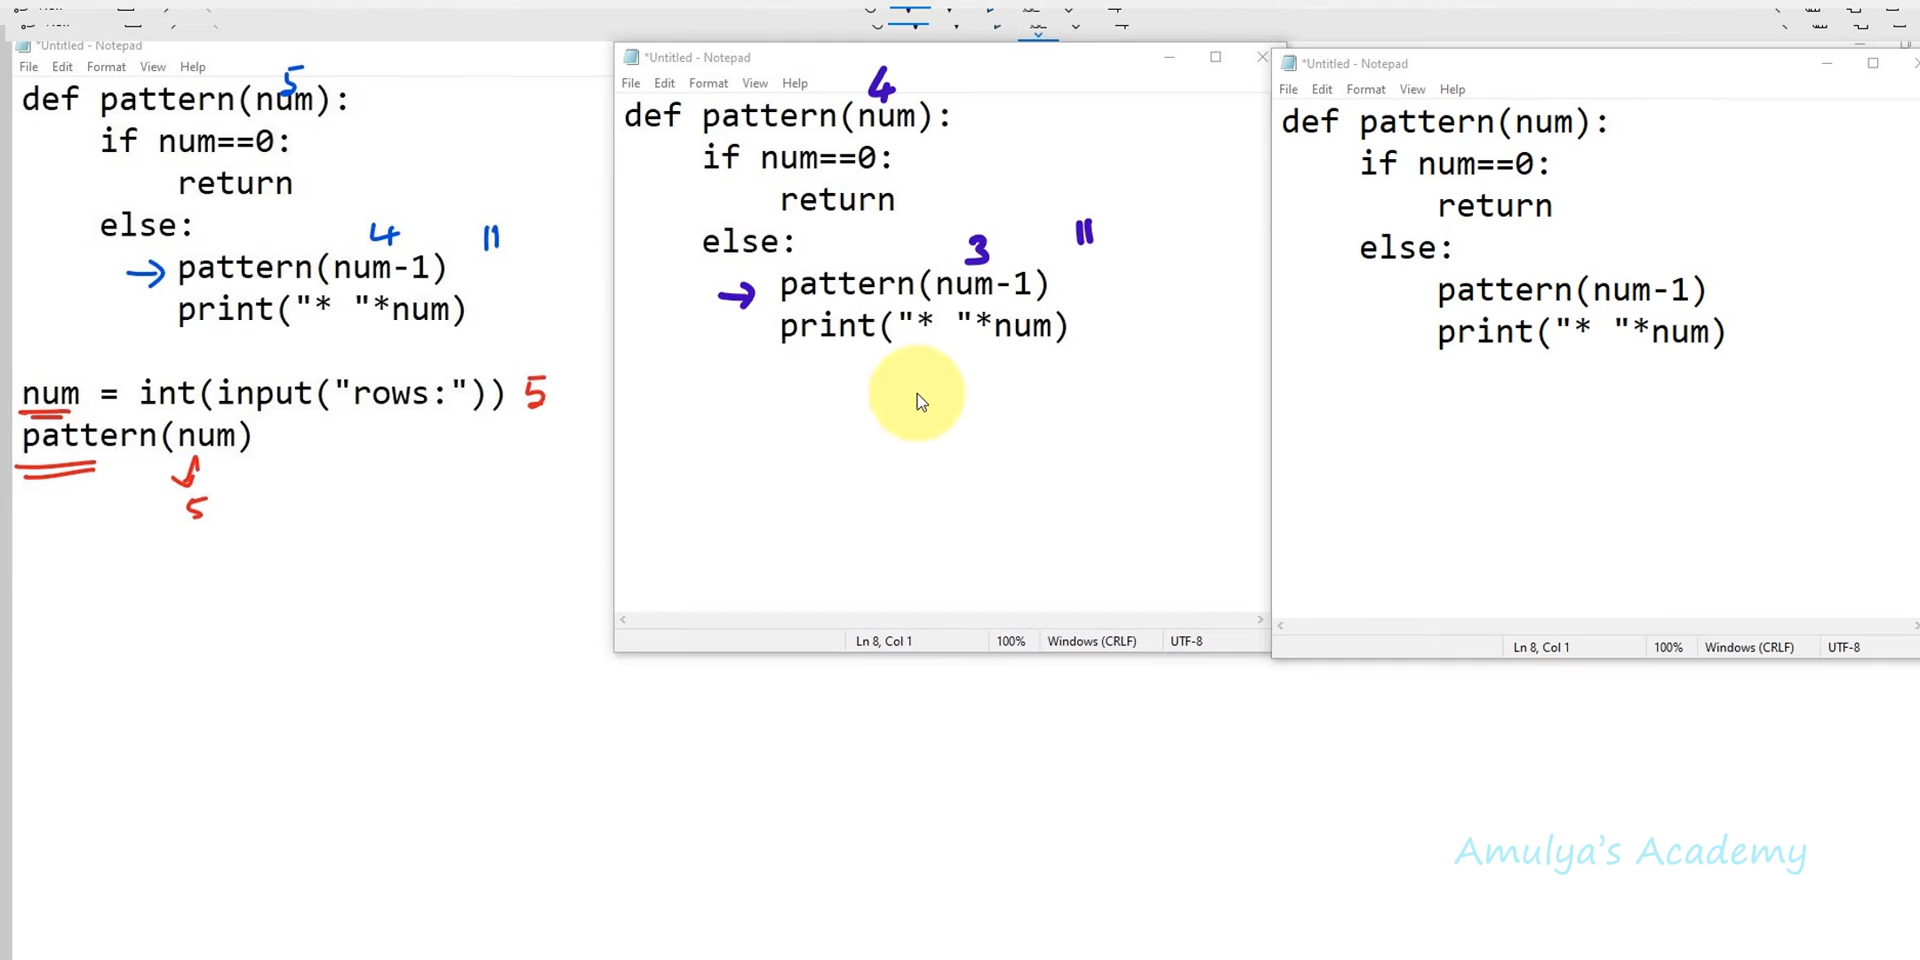 *Untitled - Notepad
File Edit Format View Help
5
def pattern(num):
if num==0:
return
else:
4 "
→ pattern(num-1)
print("* "*num)
num = int(input("rows:")) 5
pattern(num)
5
*Untitled - Notepad
File Edit Format View Help
4
def pattern(num):
if num==0:
return
else:
3 "
→ pattern(num-1)
print("* "*num)
Ln 8, Col 1 100% Windows (CRLF) UTF-8
*Untitled - Notepad
File Edit Format View Help
def pattern(num):
if num==0:
return
else:
pattern(num-1)
print("* "*num)
Ln 8, Col 1 100% Windows (CRLF) UTF-8
Amulya's Academy